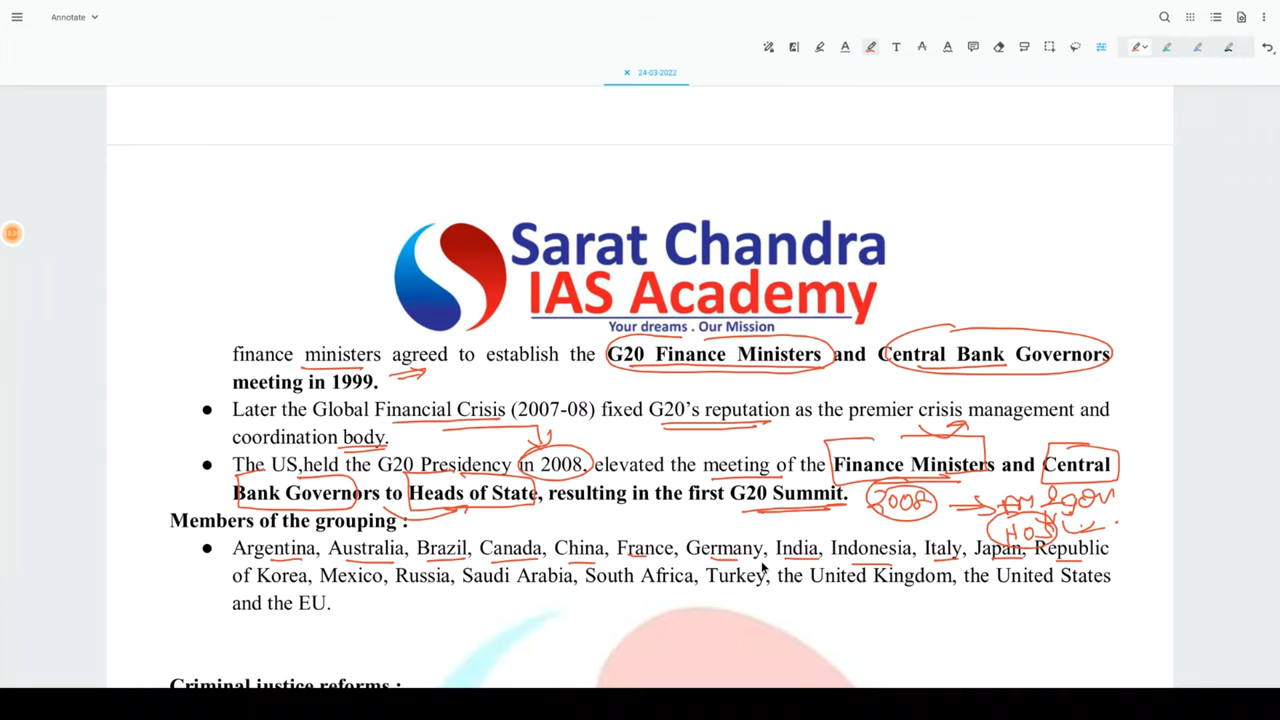 Annotate
24-03-2022
Sarat Chandra
IAS Academy
Your dreams . Our Mission
finance ministers agreed to establish the G20 Finance Ministers and Central Bank Governors
meeting in 1999.
● Later the Global Financial Crisis (2007-08) fixed G20’s reputation as the premier crisis management and
coordination body.
● The US,held the G20 Presidency in 2008, elevated the meeting of the Finance Ministers and Central
Bank Governors to Heads of State, resulting in the first G20 Summit.
2008
HOS
Members of the grouping :
● Argentina, Australia, Brazil, Canada, China, France, Germany, India, Indonesia, Italy, Japan, Republic
of Korea, Mexico, Russia, Saudi Arabia, South Africa, Turkey, the United Kingdom, the United States
and the EU.
Criminal justice reforms :